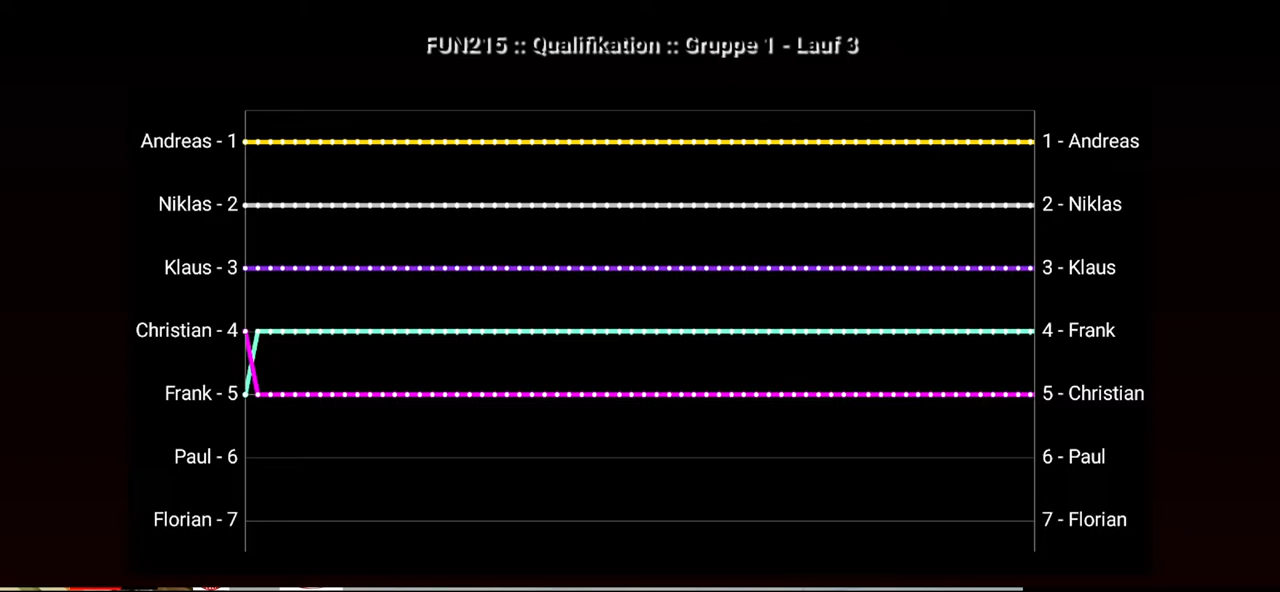 FUN215 :: Qualifikation :: Gruppe 1 - Lauf 3
Andreas - 1
1 - Andreas
Niklas - 2
2 - Niklas
Klaus - 3
3 - Klaus
Christian - 4
4 - Frank
Frank - 5
5 - Christian
Paul - 6
6 - Paul
Florian - 7
7 - Florian